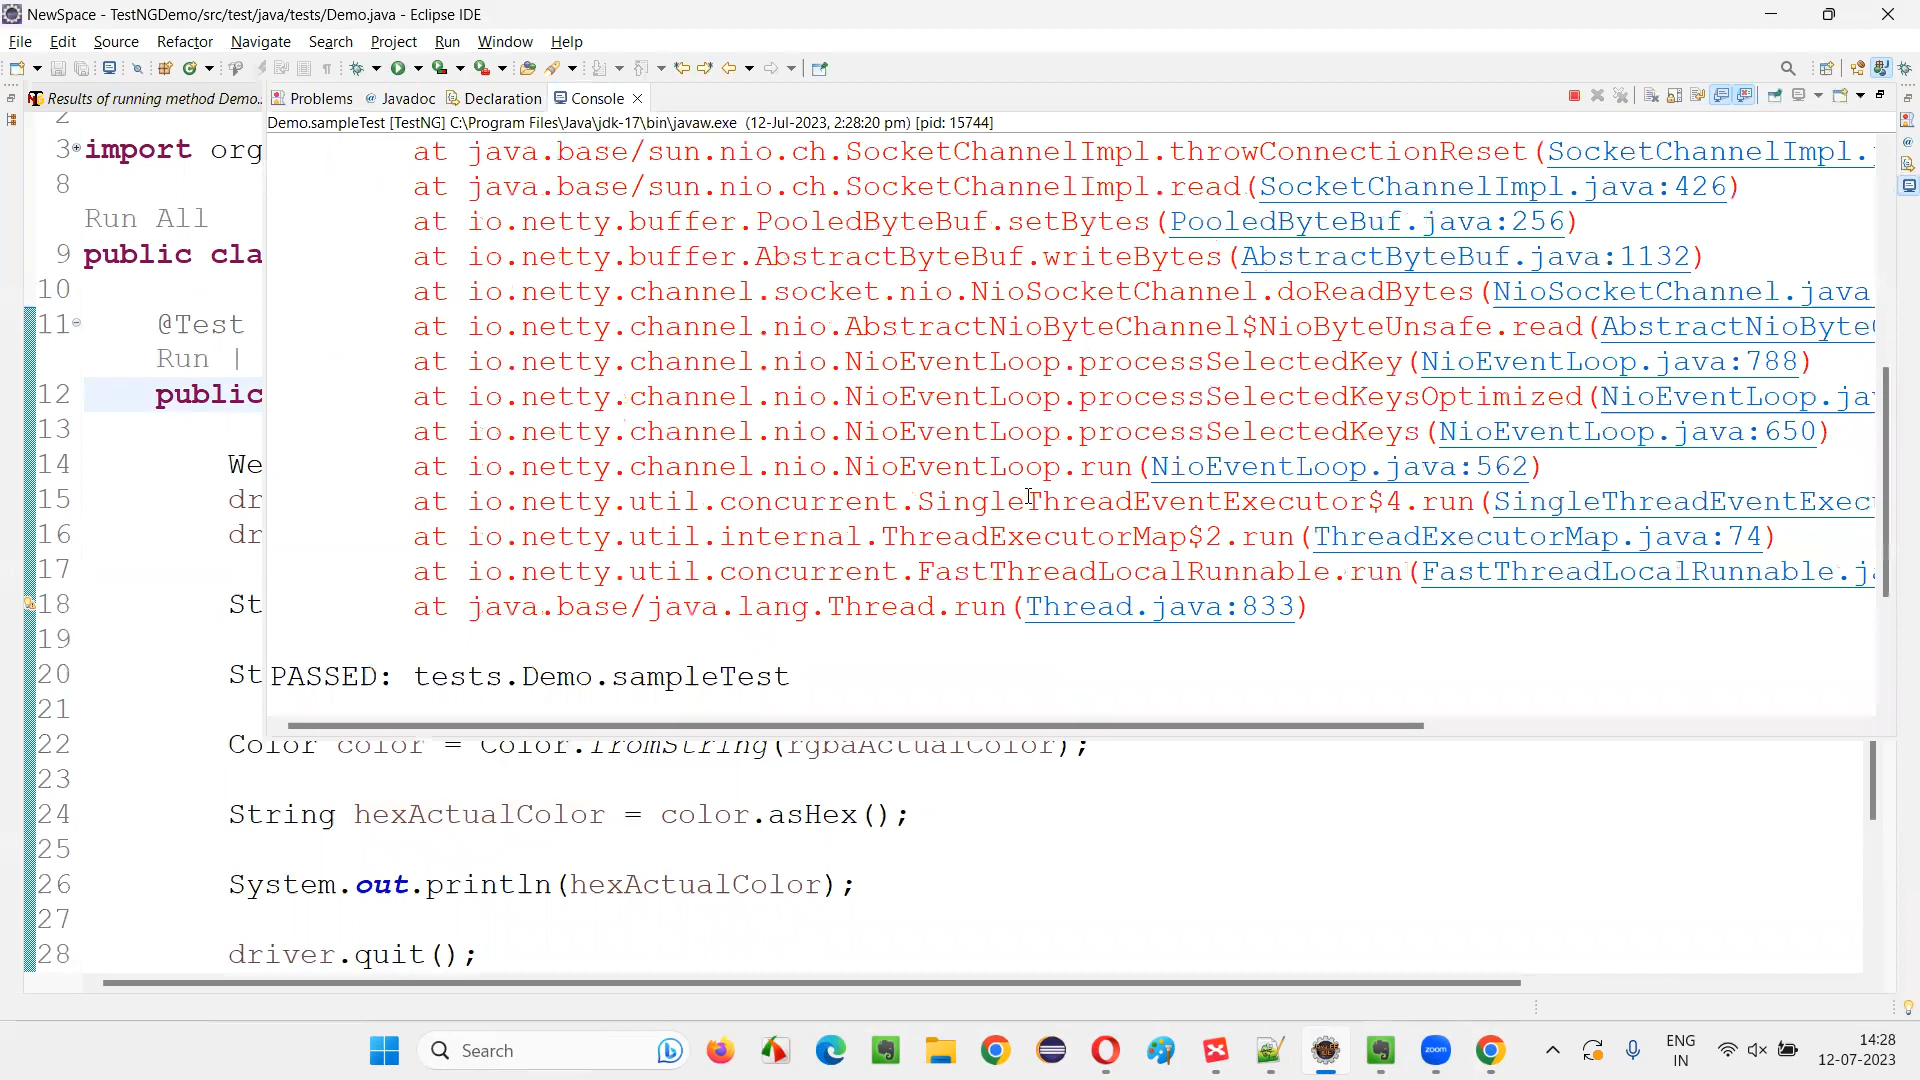 NewSpace - TestNGDemo/src/test/java/tests/Demo.java - Eclipse IDE
File Edit Source Refactor Navigate Search Project Run Window Help
Results of running method Demo... Problems Javadoc Declaration Console
Demo.sampleTest [TestNG] C:\Program Files\Java\jdk-17\bin\javaw.exe (12-Jul-2023, 2:28:20 pm) [pid: 15744]
at java.base/sun.nio.ch.SocketChannelImpl.throwConnectionReset(SocketChannelImpl.
3 import org at java.base/sun.nio.ch.SocketChannelImpl.read(SocketChannelImpl.java:426)
8 at io.netty.buffer.PooledByteBuf.setBytes(PooledByteBuf.java:256)
Run All
9 public cla at io.netty.buffer.AbstractByteBuf.writeBytes(AbstractByteBuf.java:1132)
10 at io.netty.channel.socket.nio.NioSocketChannel.doReadBytes(NioSocketChannel.java
11 @Test at io.netty.channel.nio.AbstractNioByteChannel$NioByteUnsafe.read(AbstractNioByte
Run | at io.netty.channel.nio.NioEventLoop.processSelectedKey(NioEventLoop.java:788)
12 public at io.netty.channel.nio.NioEventLoop.processSelectedKeysOptimized(NioEventLoop.ja
13 at io.netty.channel.nio.NioEventLoop.processSelectedKeys(NioEventLoop.java:650)
14 We at io.netty.channel.nio.NioEventLoop.run(NioEventLoop.java:562)
15 dr at io.netty.util.concurrent.SingleThreadEventExecutor$4.run(SingleThreadEventExec
16 dr at io.netty.util.internal.ThreadExecutorMap$2.run(ThreadExecutorMap.java:74)
17 at io.netty.util.concurrent.FastThreadLocalRunnable.run(FastThreadLocalRunnable.ja
18 St at java.base/java.lang.Thread.run(Thread.java:833)
19
20 St PASSED: tests.Demo.sampleTest
21
22 Color color = Color.fromString(rgbaActualColor);
23
24 String hexActualColor = color.asHex();
25
26 System.out.println(hexActualColor);
27
28 driver.quit();
Search
zoom
ENG
IN
14:28
12-07-2023